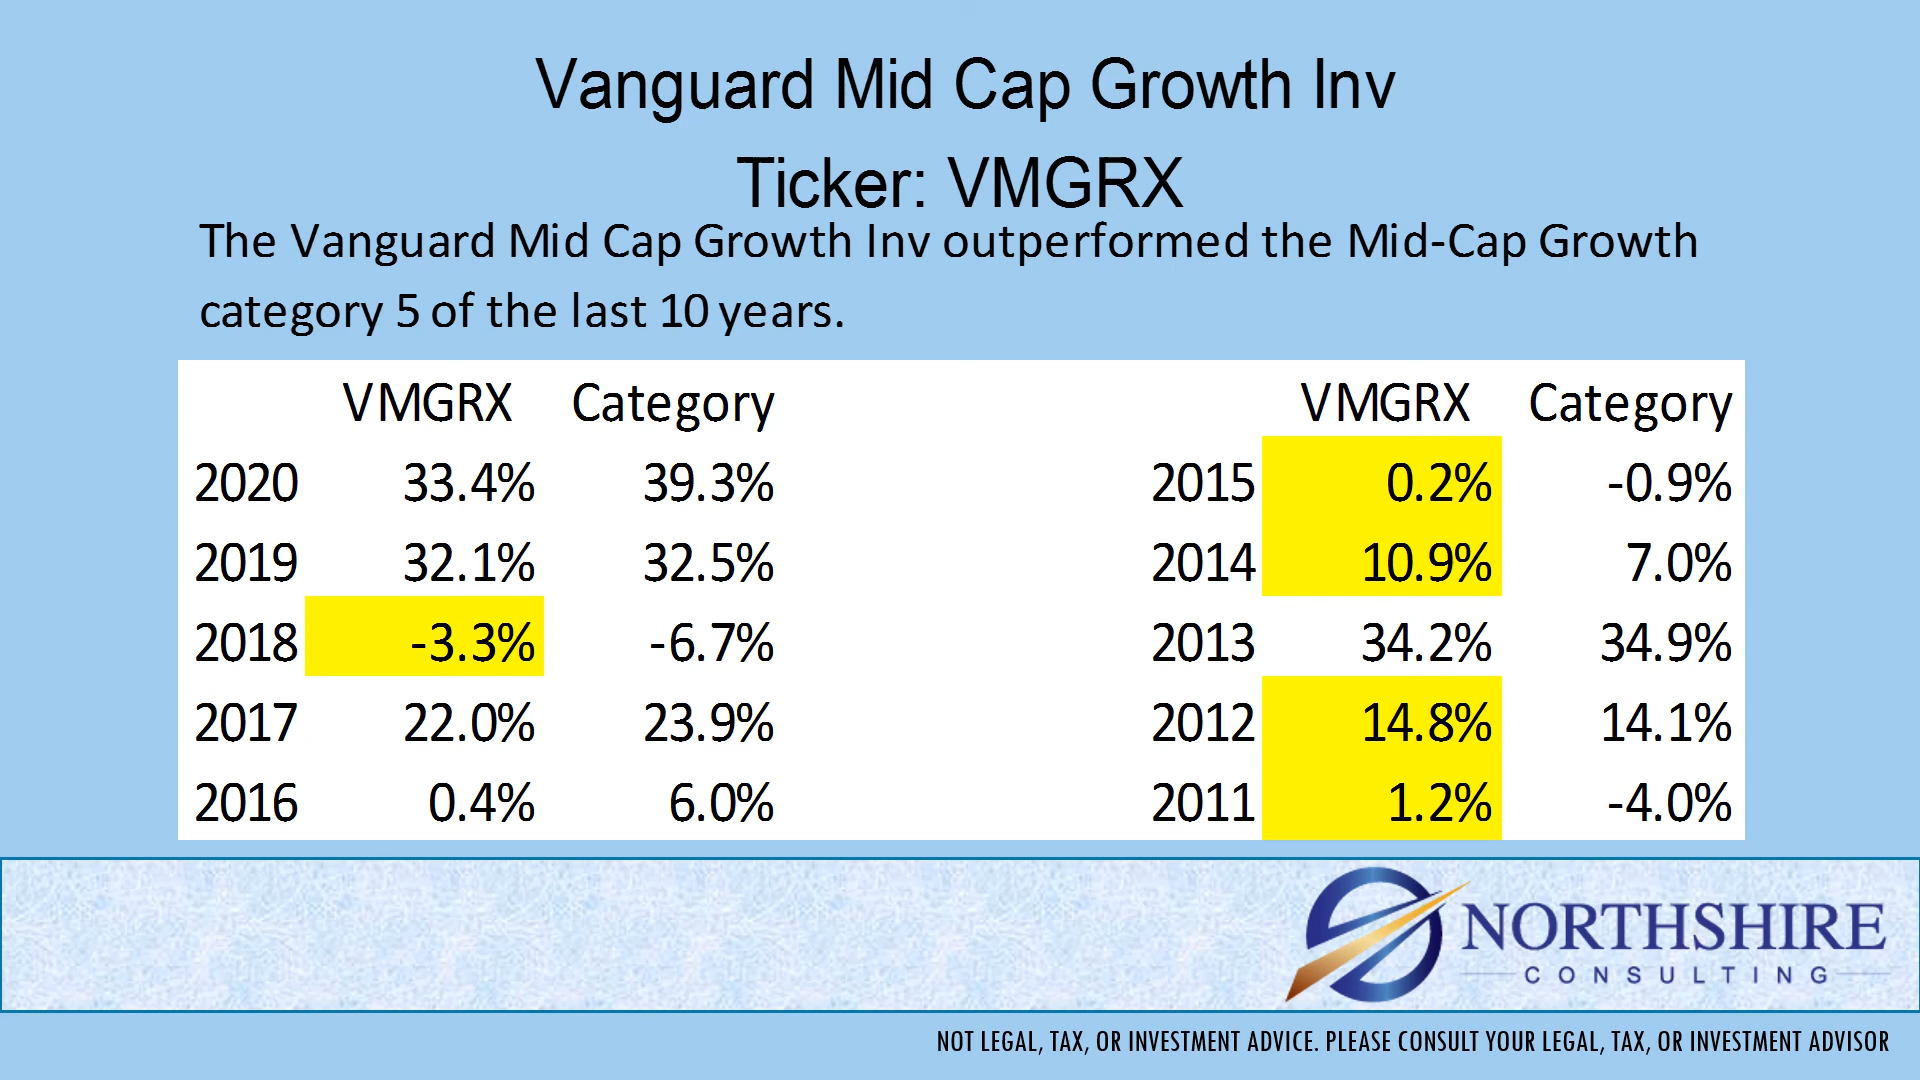 Vanguard Mid Cap Growth Inv
Ticker: VMGRX
The Vanguard Mid Cap Growth Inv outperformed the Mid-Cap Growth
category 5 of the last 10 years.
VMGRX Category VMGRX Category
2020 33.4% 39.3% 2015 0.2% -0.9%
2019 32.1% 32.5% 2014 10.9% 7.0%
2018 -3.3% -6.7% 2013 34.2% 34.9%
2017 22.0% 23.9% 2012 14.8% 14.1%
2016 0.4% 6.0% 2011 1.2% -4.0%
NORTHSHIRE
CONSULTING
NOT LEGAL, TAX, OR INVESTMENT ADVICE. PLEASE CONSULT YOUR LEGAL, TAX, OR INVESTMENT ADVISOR